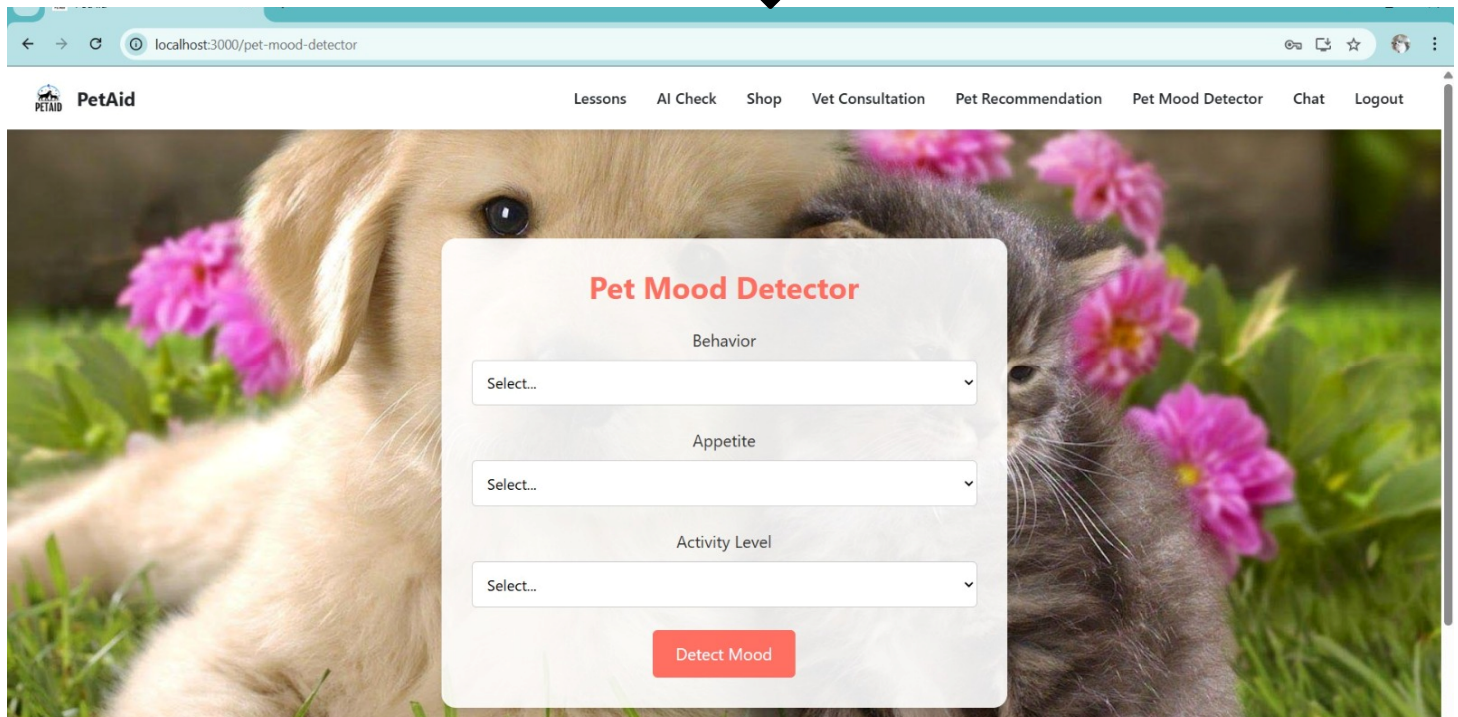 localhost:3000/pet-mood-detector
PETAID PetAid Lessons AI Check Shop Vet Consultation Pet Recommendation Pet Mood Detector Chat Logout
Pet Mood Detector
Behavior
Select...
Appetite
Select...
Activity Level
Select...
Detect Mood